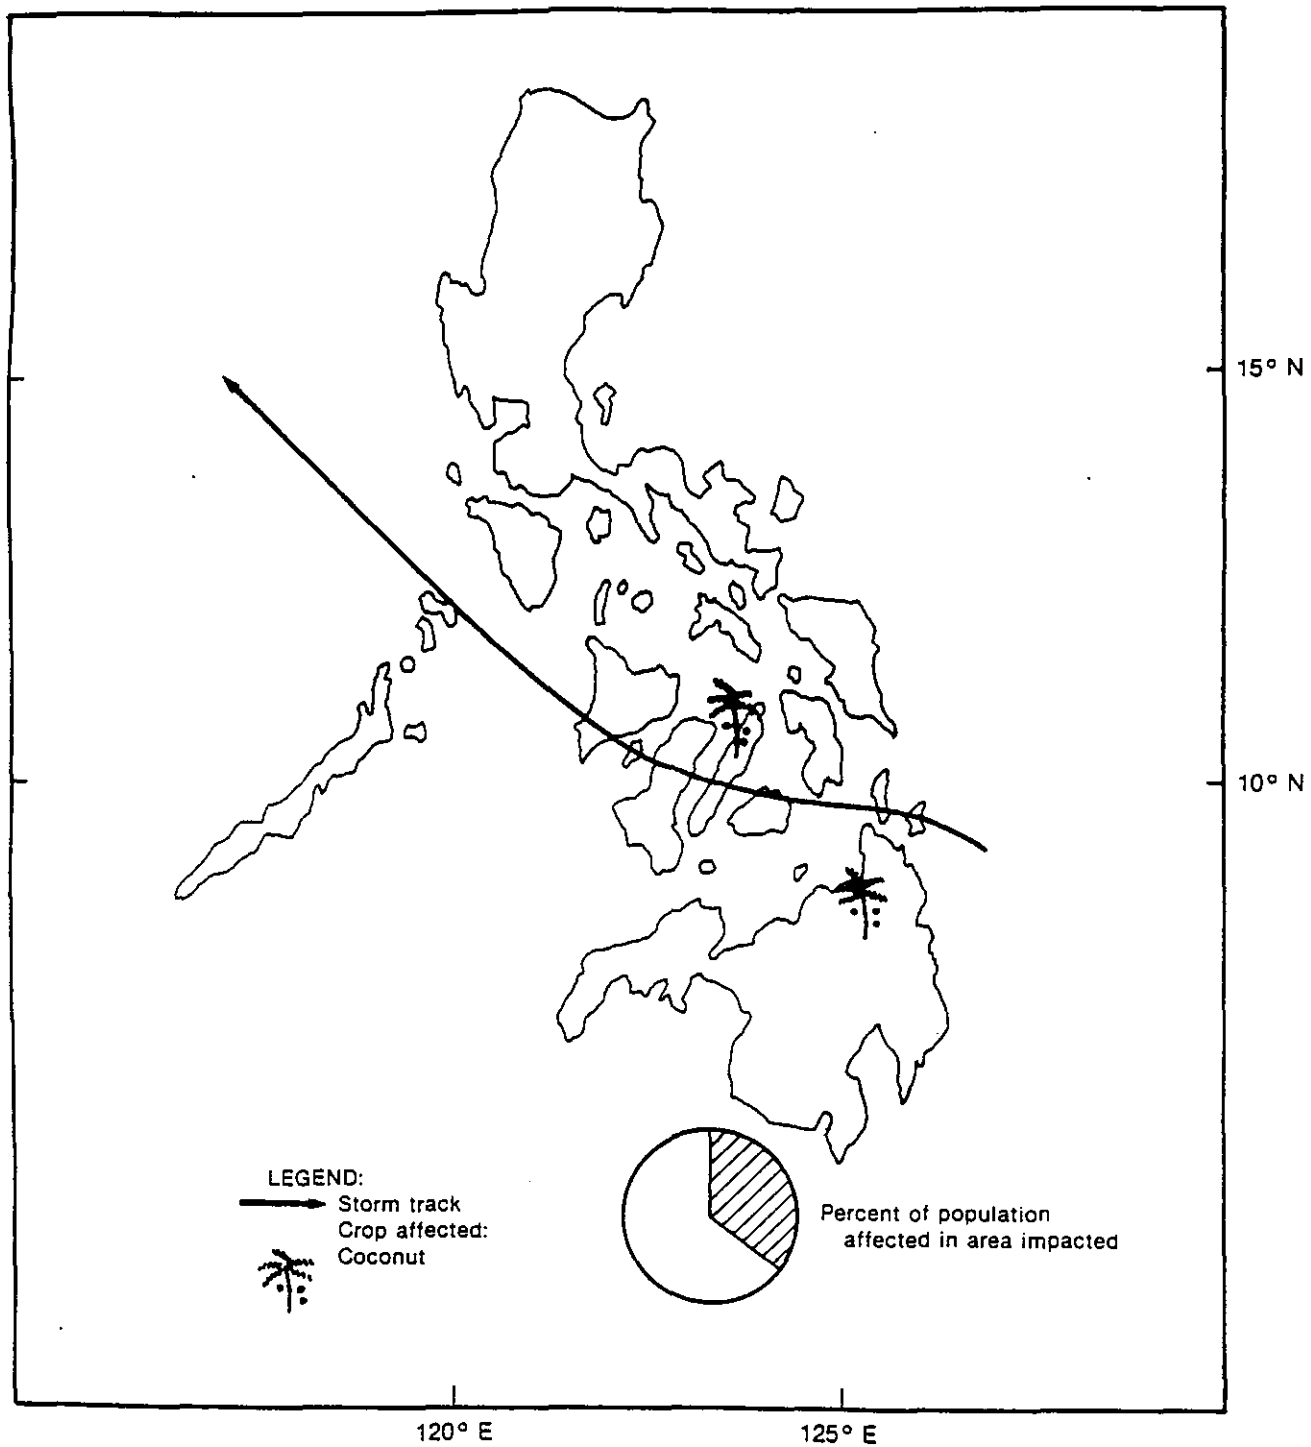 15° N
10° N
LEGEND:
Storm track
Crop affected:
Coconut
Percent of population
affected in area impacted
120° E
125° E